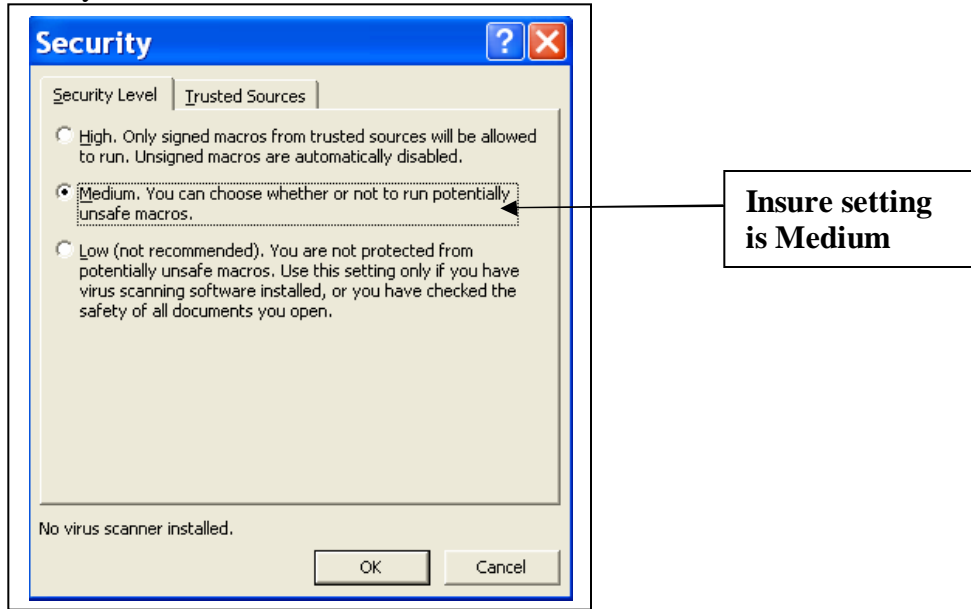 Security
Security Level
Trusted Sources
High. Only signed macros from trusted sources will be allowed
to run. Unsigned macros are automatically disabled.
Medium. You can choose whether or not to run potentially
unsafe macros.
Low (not recommended). You are not protected from
potentially unsafe macros. Use this setting only if you have
virus scanning software installed, or you have checked the
safety of all documents you open.
No virus scanner installed.
OK
Cancel
Insure setting
is Medium